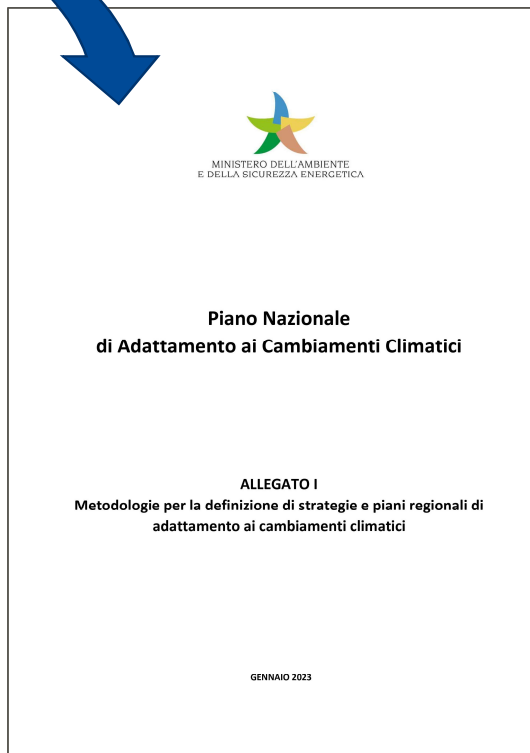 MINISTERO DELL'AMBIENTE
E DELLA SICUREZZA ENERGETICA
Piano Nazionale
di Adattamento ai Cambiamenti Climatici
ALLEGATO I
Metodologie per la definizione di strategie e piani regionali di
adattamento ai cambiamenti climatici
GENNAIO 2023